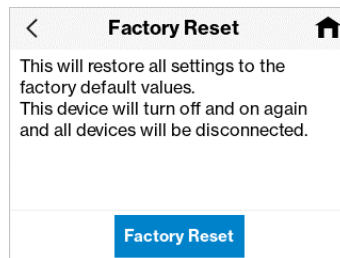 Factory Reset
This will restore all settings to the
factory default values.
This device will turn off and on again
and all devices will be disconnected.
Factory Reset